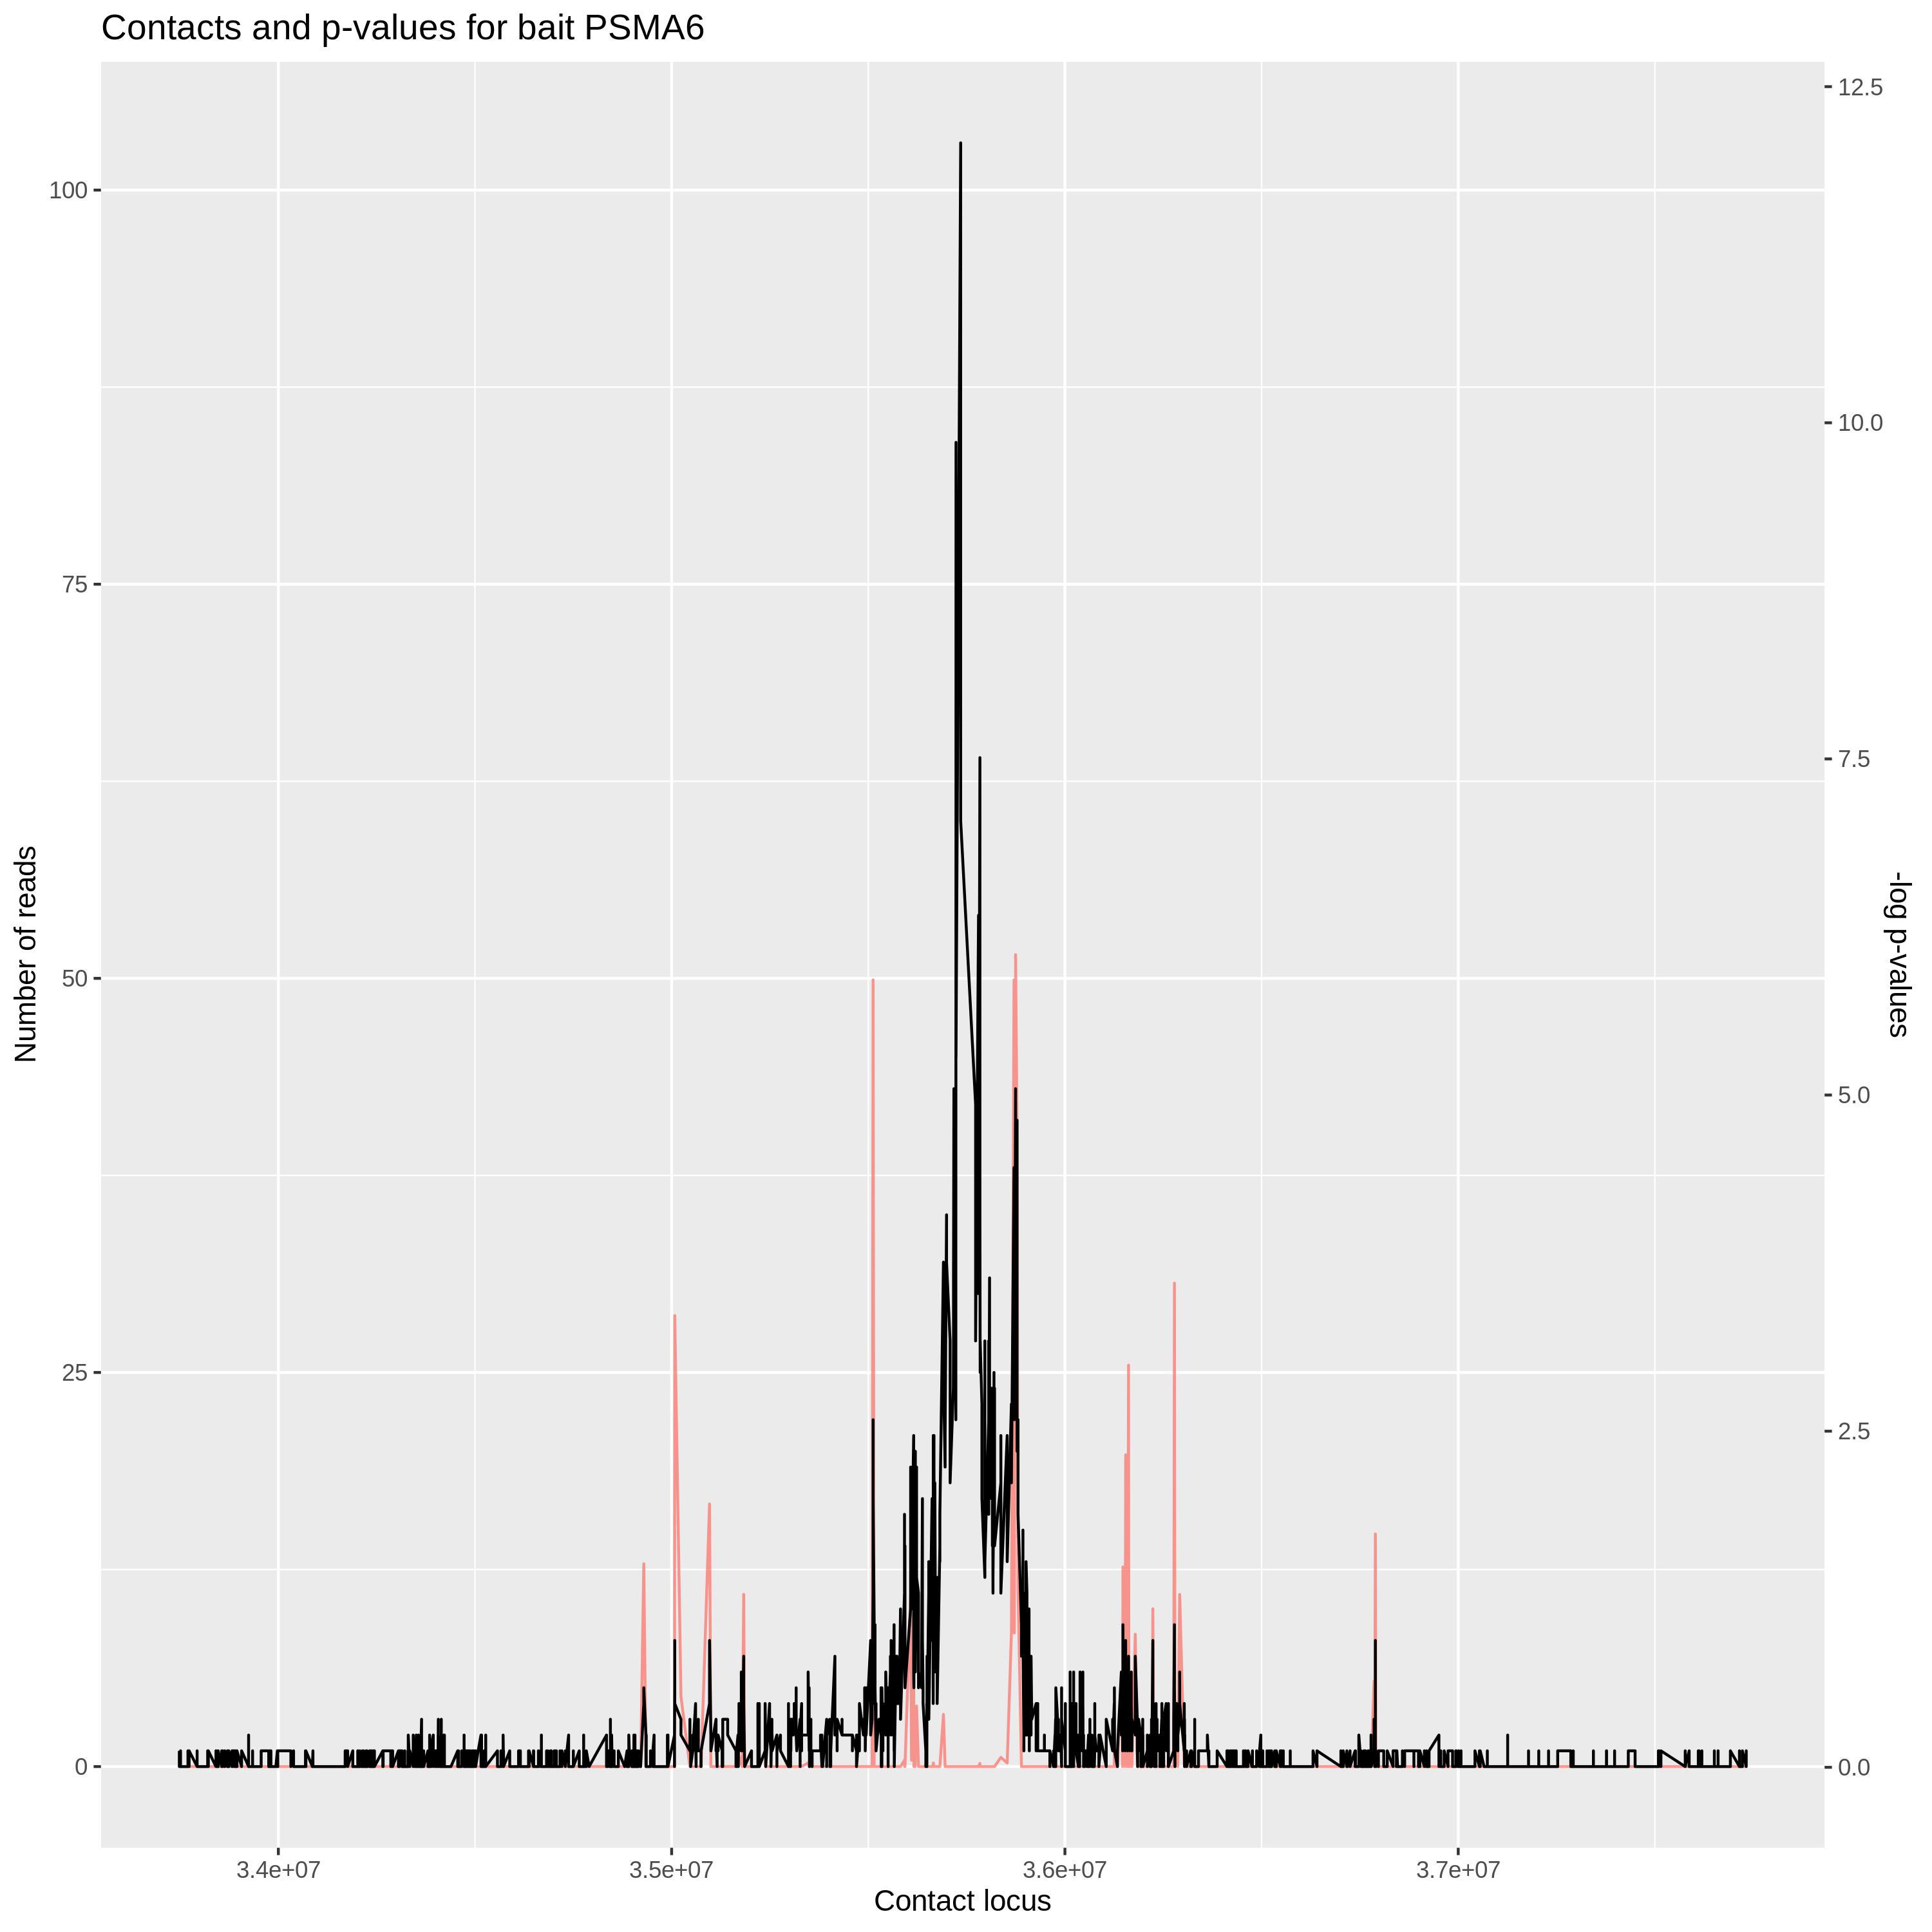 Contacts and p-values for bait PSMA6
12.5
100
10.0
75
7.5
Number of reads
-log p-values
50
5.0
25
2.5
0
0.0
3.4e+07 3.5e+07 3.6e+07 3.7e+07
Contact locus